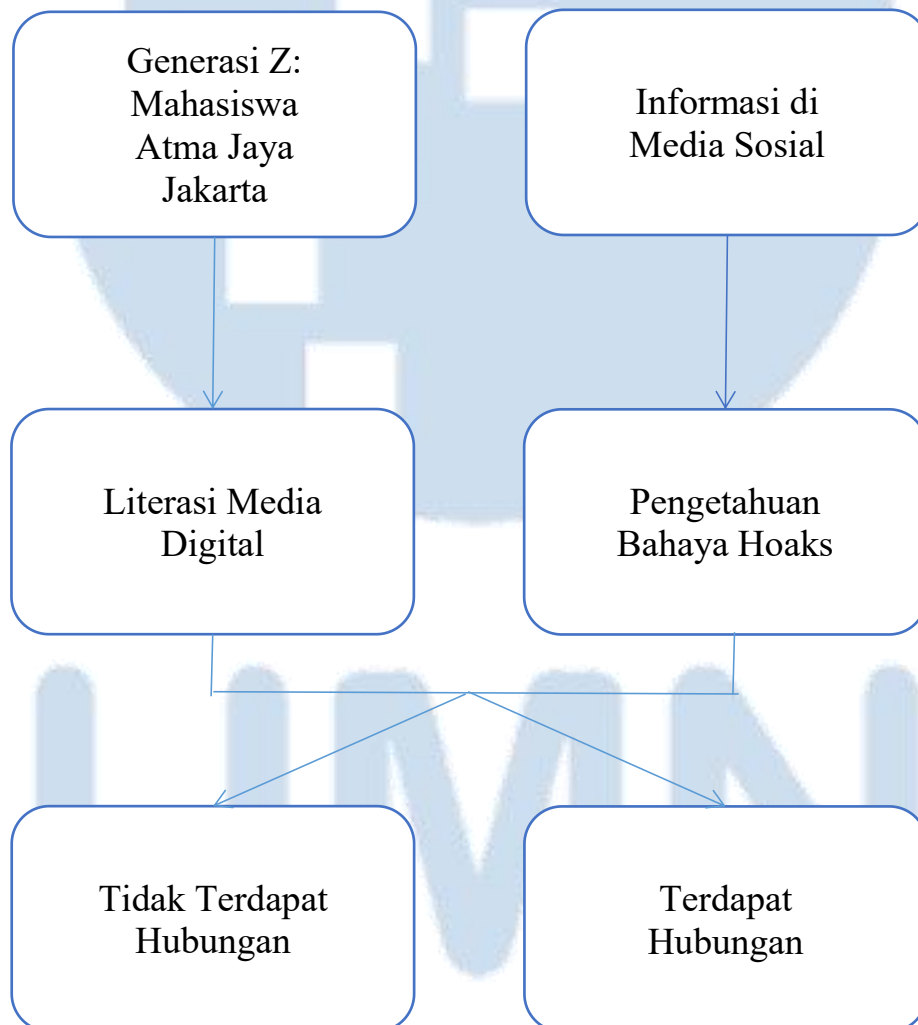 Generasi Z:
Mahasiswa
Atma Jaya
Jakarta
Informasi di
Media Sosial
Literasi Media
Digital
Pengetahuan
Bahaya Hoaks
UMN
Tidak Terdapat
Hubungan
Terdapat
Hubungan